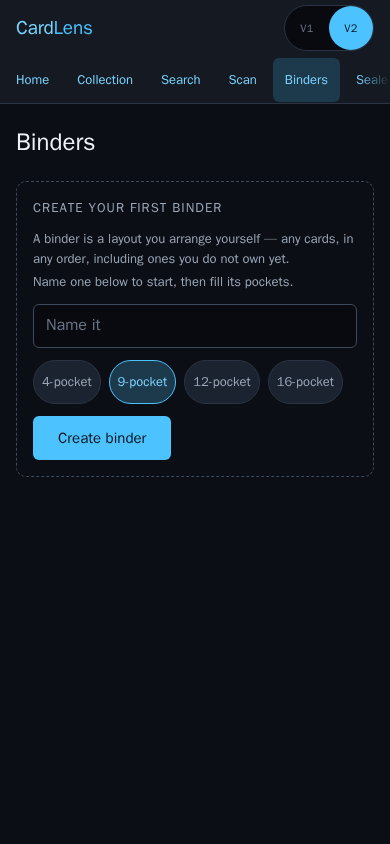 CardLens
V1 V2
Home Collection Search Scan Binders Seale
Binders
CREATE YOUR FIRST BINDER
A binder is a layout you arrange yourself — any cards, in
any order, including ones you do not own yet.
Name one below to start, then fill its pockets.
Name it
4-pocket 9-pocket 12-pocket 16-pocket
Create binder